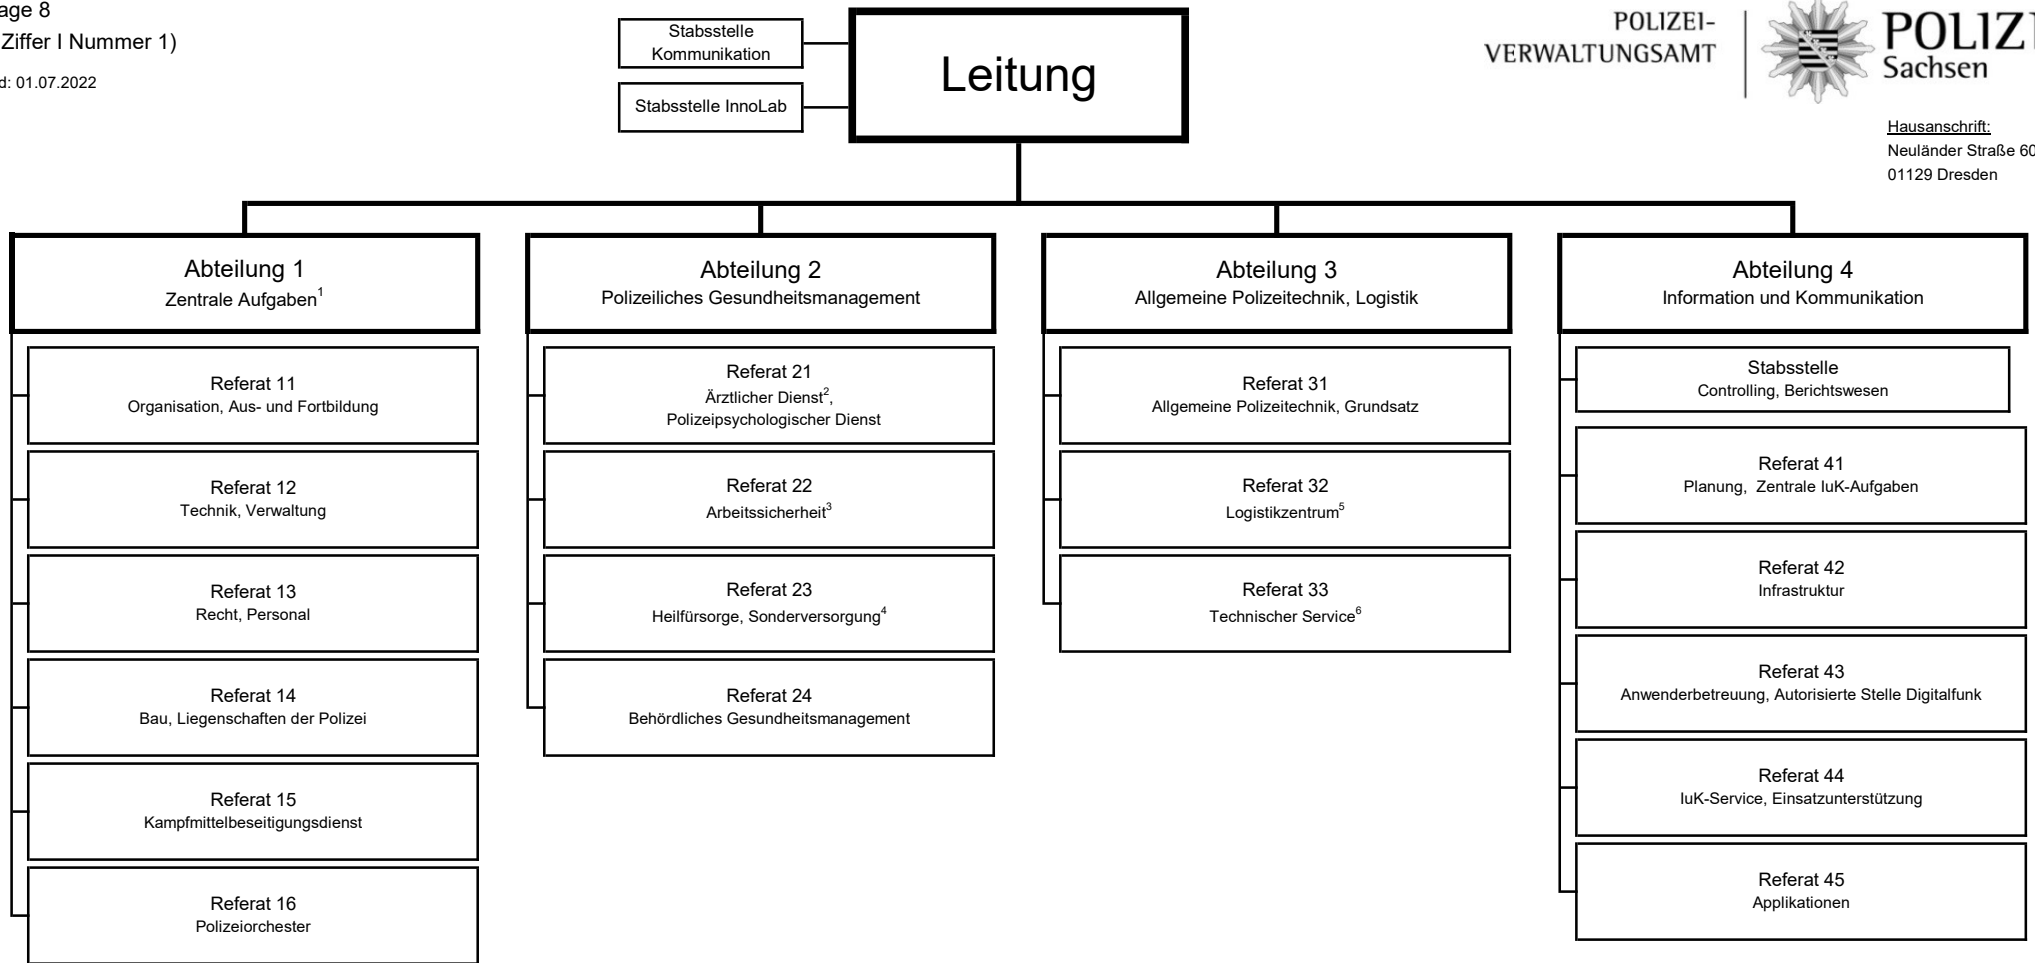 age 8
Ziffer I Nummer 1)
d: 01.07.2022
Stabsstelle
Kommunikation
Stabsstelle InnoLab
Leitung
POLIZEI-
VERWALTUNGSAMT
POLIZEI
Sachsen
Hausanschrift:
Neuländer Straße 60
01129 Dresden
Abteilung 1
Zentrale Aufgaben1
Referat 11
Organisation, Aus- und Fortbildung
Referat 12
Technik, Verwaltung
Referat 13
Recht, Personal
Referat 14
Bau, Liegenschaften der Polizei
Referat 15
Kampfmittelbeseitigungsdienst
Referat 16
Polizeiorchester
Abteilung 2
Polizeiliches Gesundheitsmanagement
Referat 21
Ärztlicher Dienst2,
Polizeipsychologischer Dienst
Referat 22
Arbeitssicherheit3
Referat 23
Heilfürsorge, Sonderversorgung4
Referat 24
Behördliches Gesundheitsmanagement
Abteilung 3
Allgemeine Polizeitechnik, Logistik
Referat 31
Allgemeine Polizeitechnik, Grundsatz
Referat 32
Logistikzentrum5
Referat 33
Technischer Service6
Abteilung 4
Information und Kommunikation
Stabsstelle
Controlling, Berichtswesen
Referat 41
Planung, Zentrale IuK-Aufgaben
Referat 42
Infrastruktur
Referat 43
Anwenderbetreuung, Autorisierte Stelle Digitalfunk
Referat 44
IuK-Service, Einsatzunterstützung
Referat 45
Applikationen